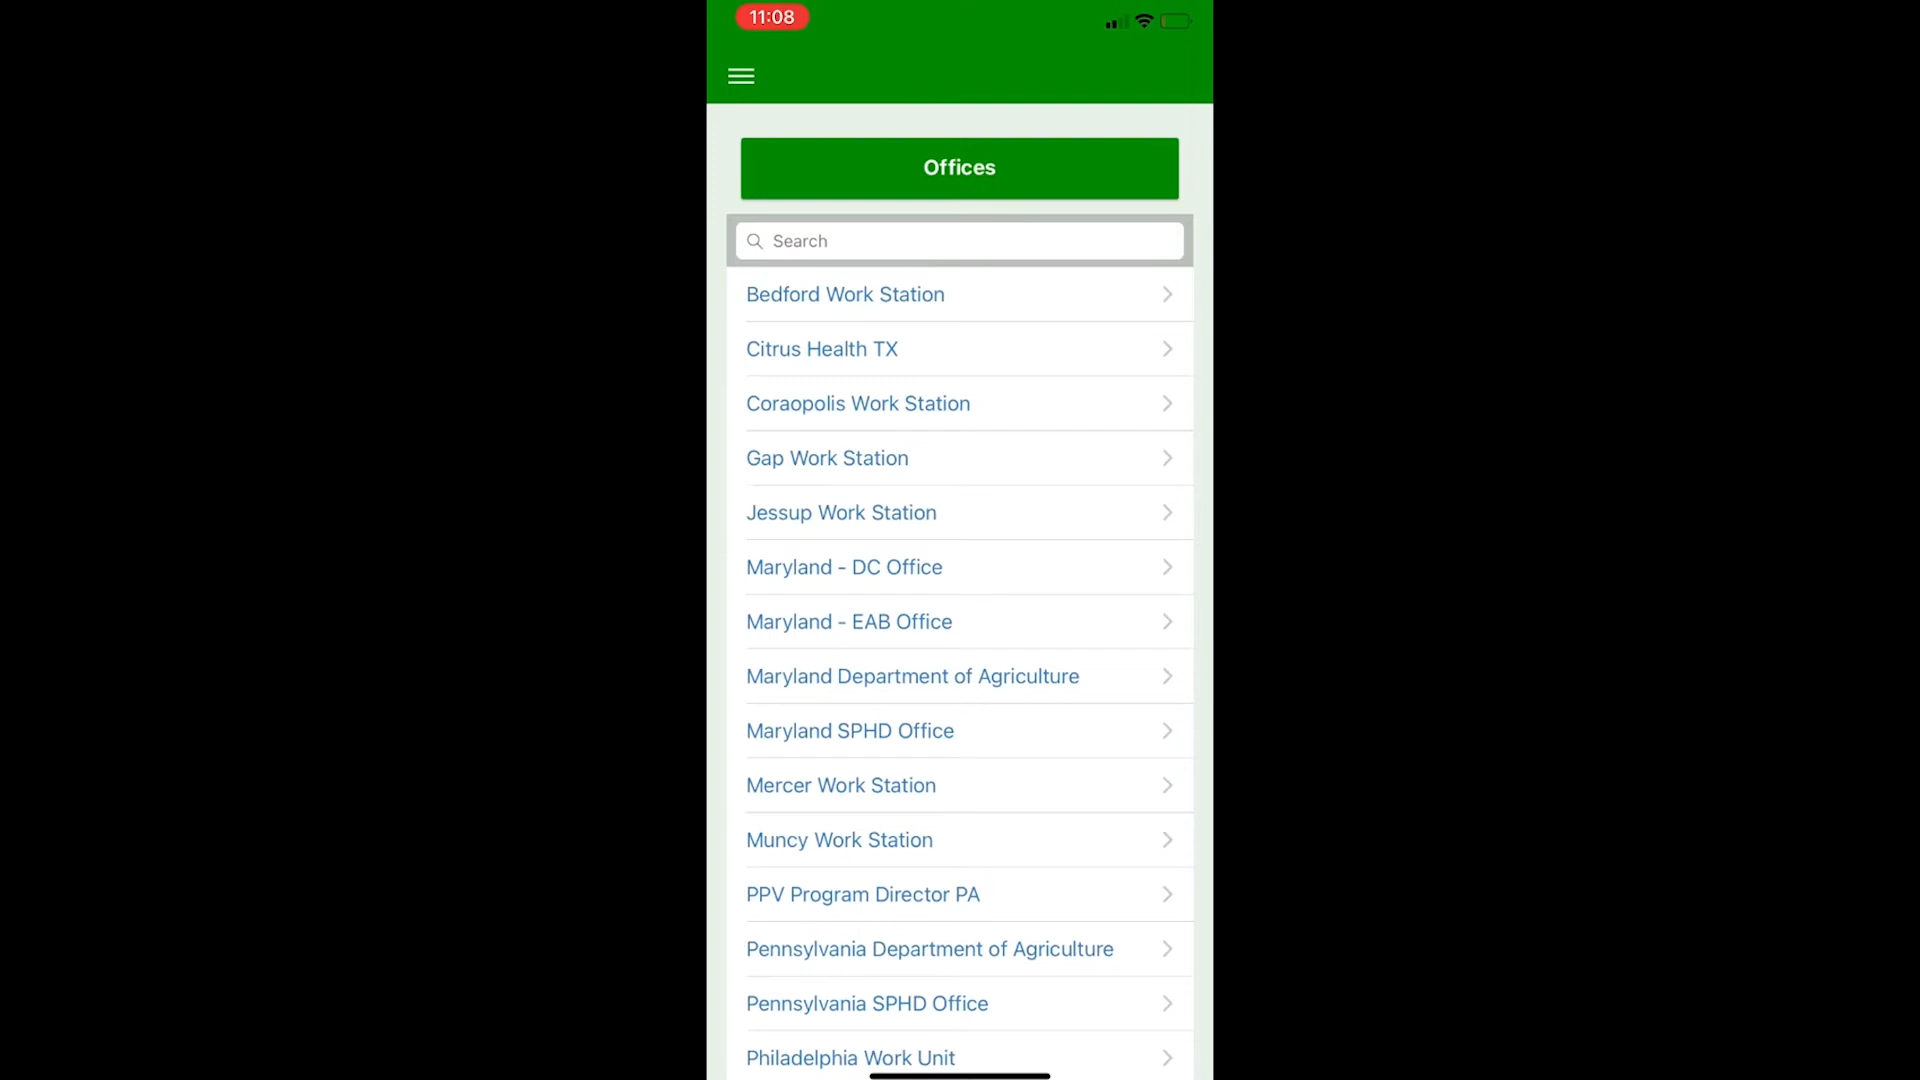 11:08
Offices
Search
Bedford Work Station
Citrus Health TX
Coraopolis Work Station
Gap Work Station
Jessup Work Station
Maryland - DC Office
Maryland - EAB Office
Maryland Department of Agriculture
Maryland SPHD Office
Mercer Work Station
Muncy Work Station
PPV Program Director PA
Pennsylvania Department of Agriculture
Pennsylvania SPHD Office
Philadelphia Work Unit